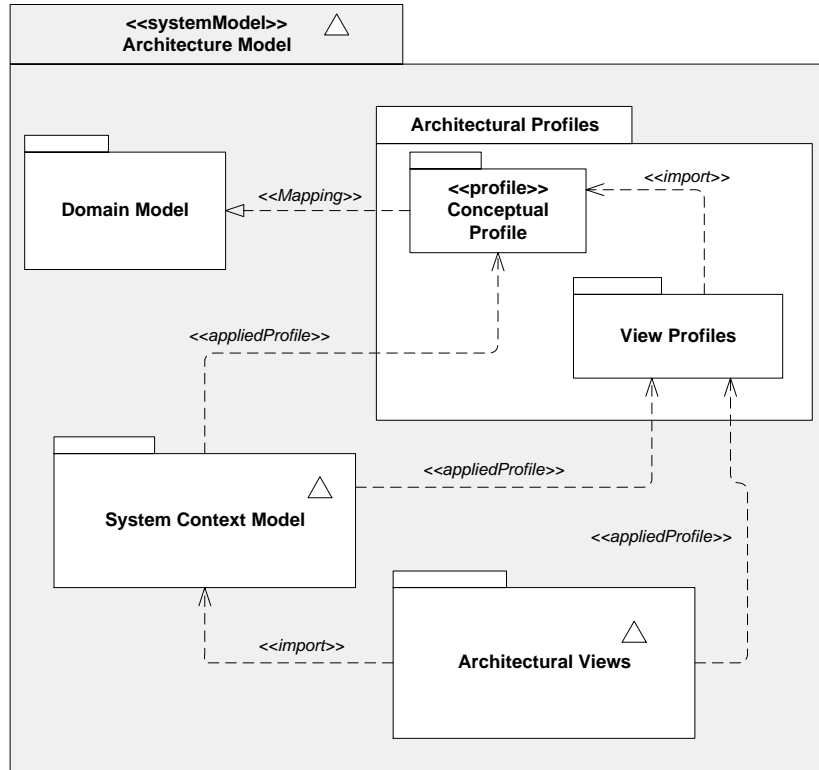 <<systemModel>>
Architecture Model
Architectural Profiles
Domain Model
<<Mapping>>
<<profile>>
Conceptual
Profile
<<import>>
View Profiles
<<appliedProfile>>
System Context Model
<<appliedProfile>>
<<appliedProfile>>
<<import>>
Architectural Views